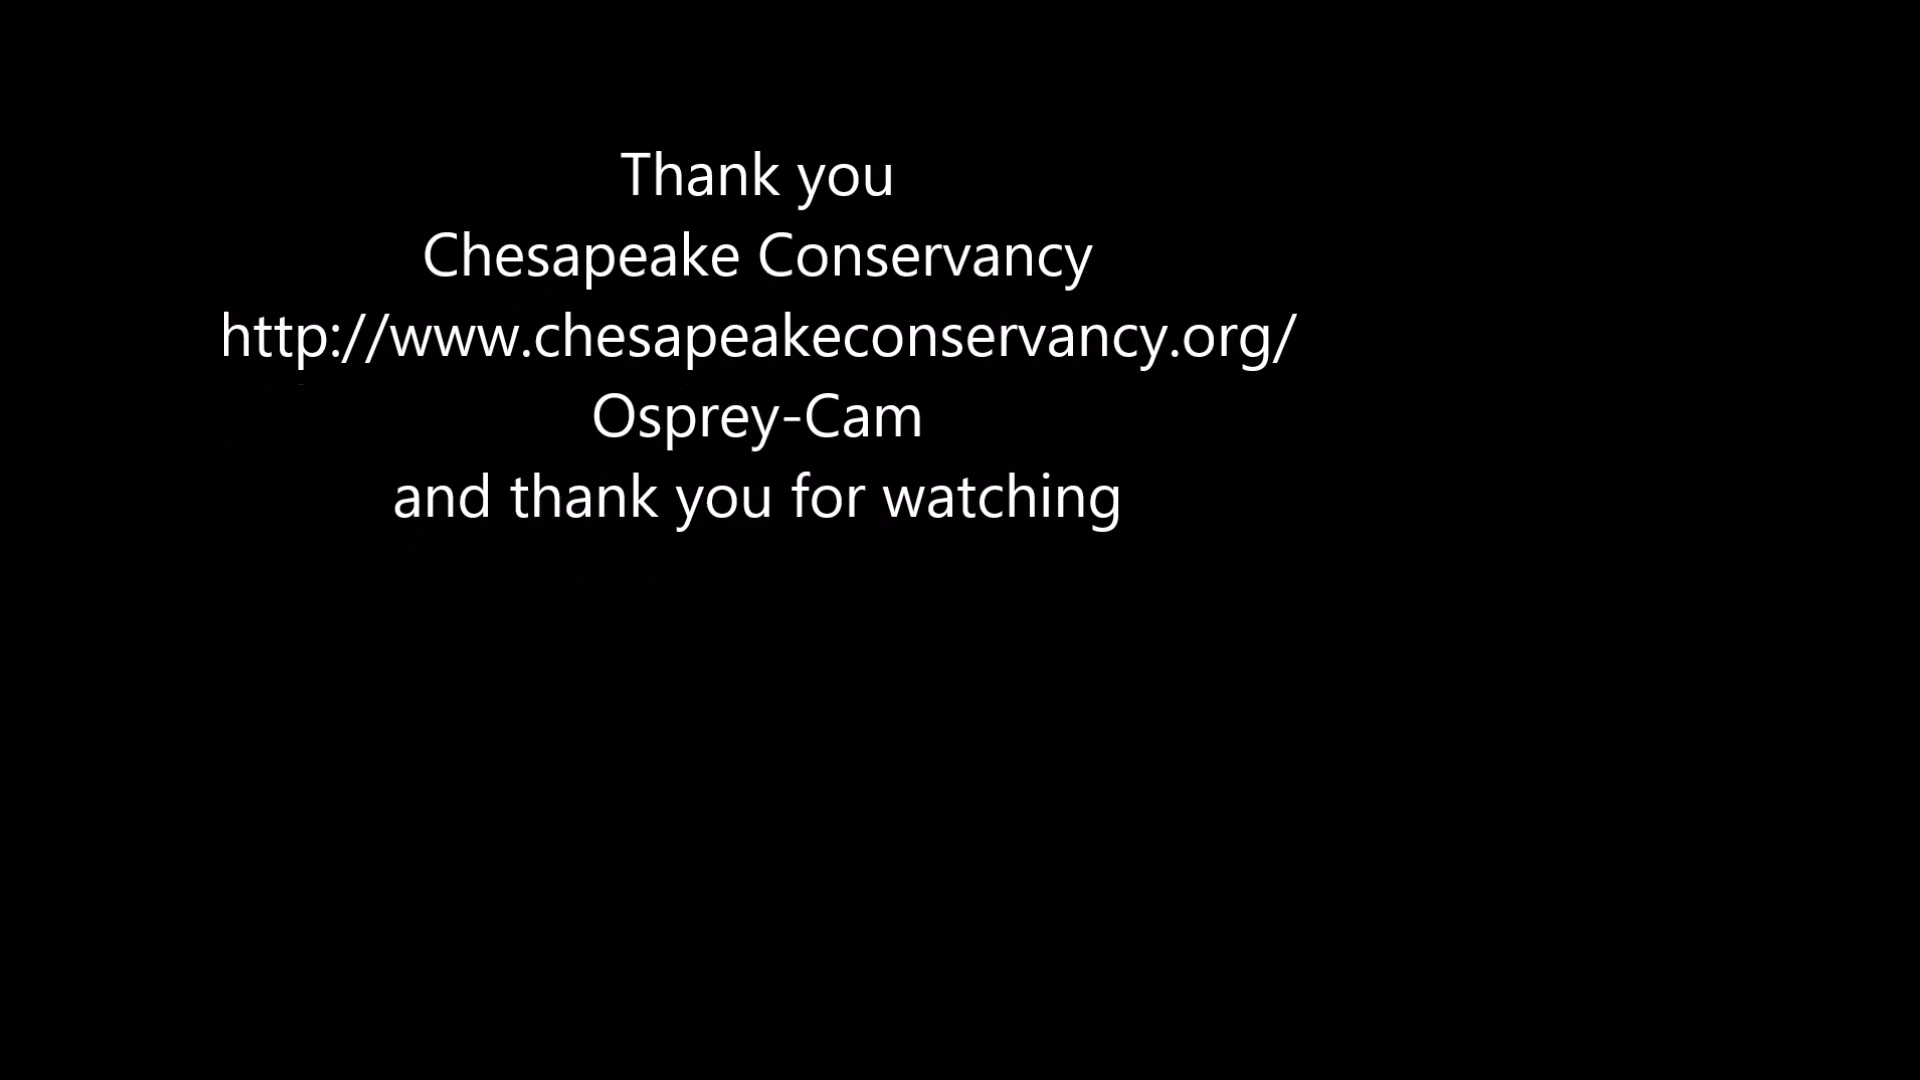 Thank you
Chesapeake Conservancy
http://www.chesapeakeconservancy.org/
Osprey-Cam
and thank you for watching